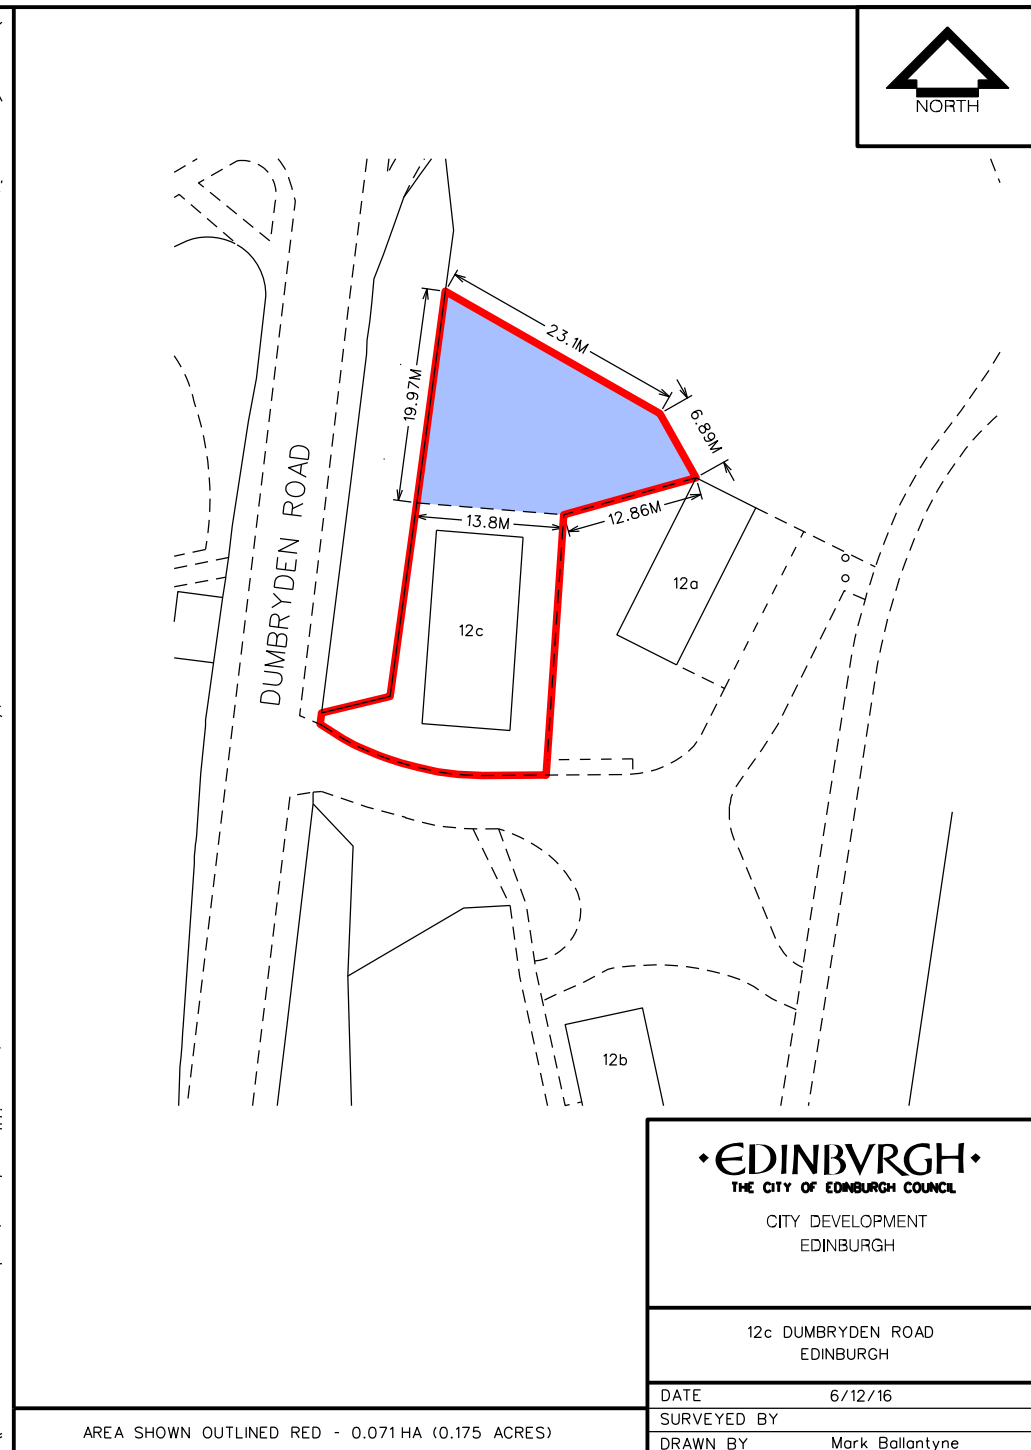 NORTH
23.1M
6.89M
19.97M
12.86M
13.8M
DUMBRYDEN ROAD
12a
12c
12b
EDINBVRGH
THE CITY OF EDINBURGH COUNCIL
CITY DEVELOPMENT
EDINBURGH
12c DUMBRYDEN ROAD
EDINBURGH
DATE 6/12/16
SURVEYED BY
DRAWN BY Mark Ballantyne
AREA SHOWN OUTLINED RED - 0.071 HA (0.175 ACRES)